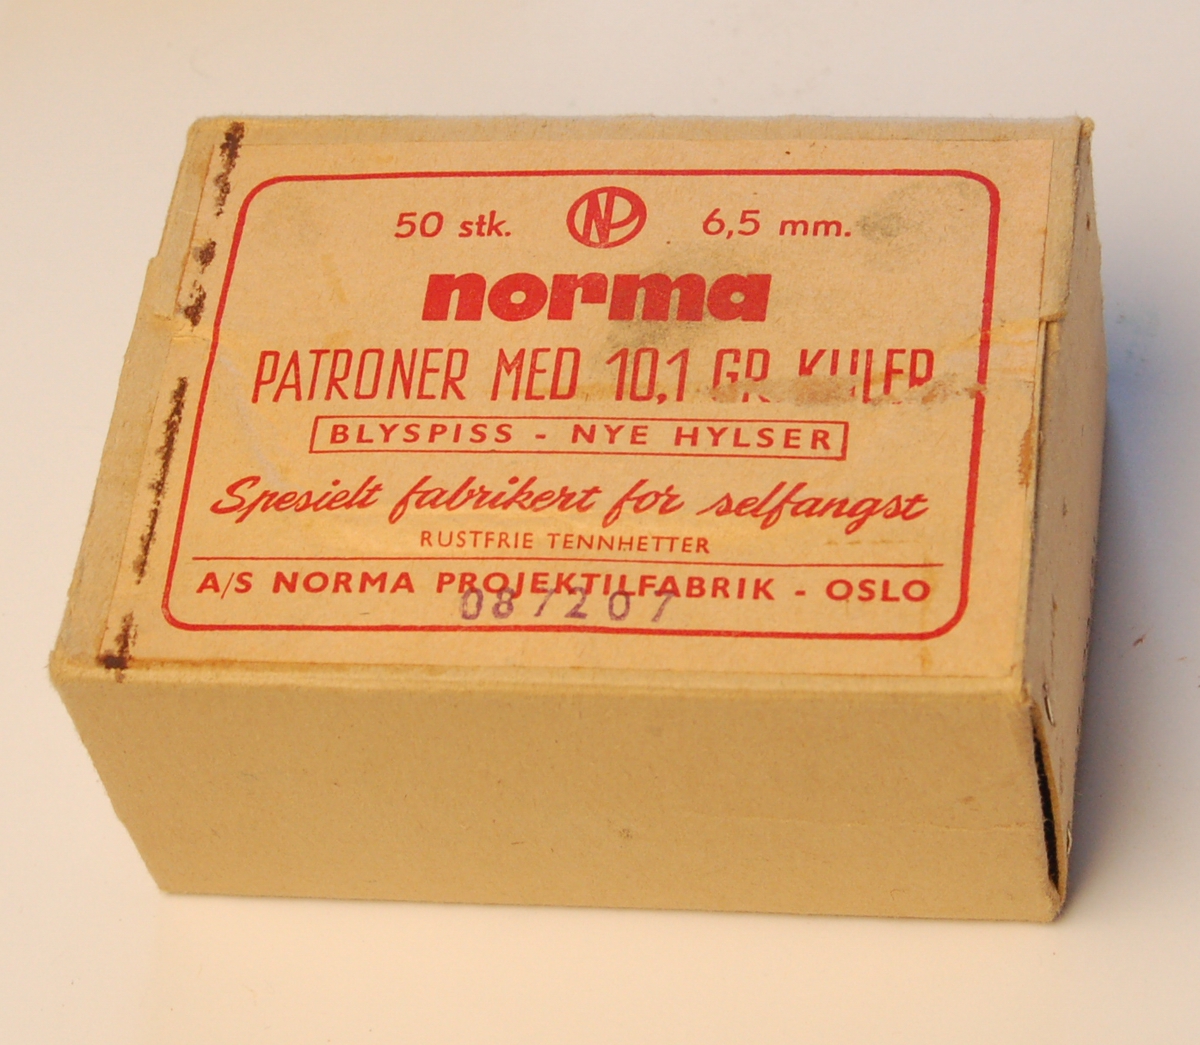 50 stk. NP 6,5 mm.
norma
PATRONER MED 10,1 GR KULER
BLYSPISS - NYE HYLSER
Spesielt fabrikert for selfangst
RUSTFRIE TENNHETTER
A/S NORMA PROJEKTILFABRIK - OSLO
087207